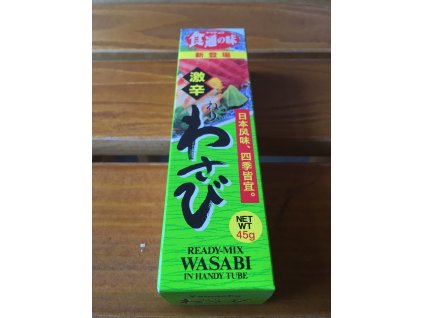 食通の味
新登場
激辛
わさび
日本风味、四季皆宜。
NET
WT
45g
READY-MIX
WASABI
IN HANDY TUBE